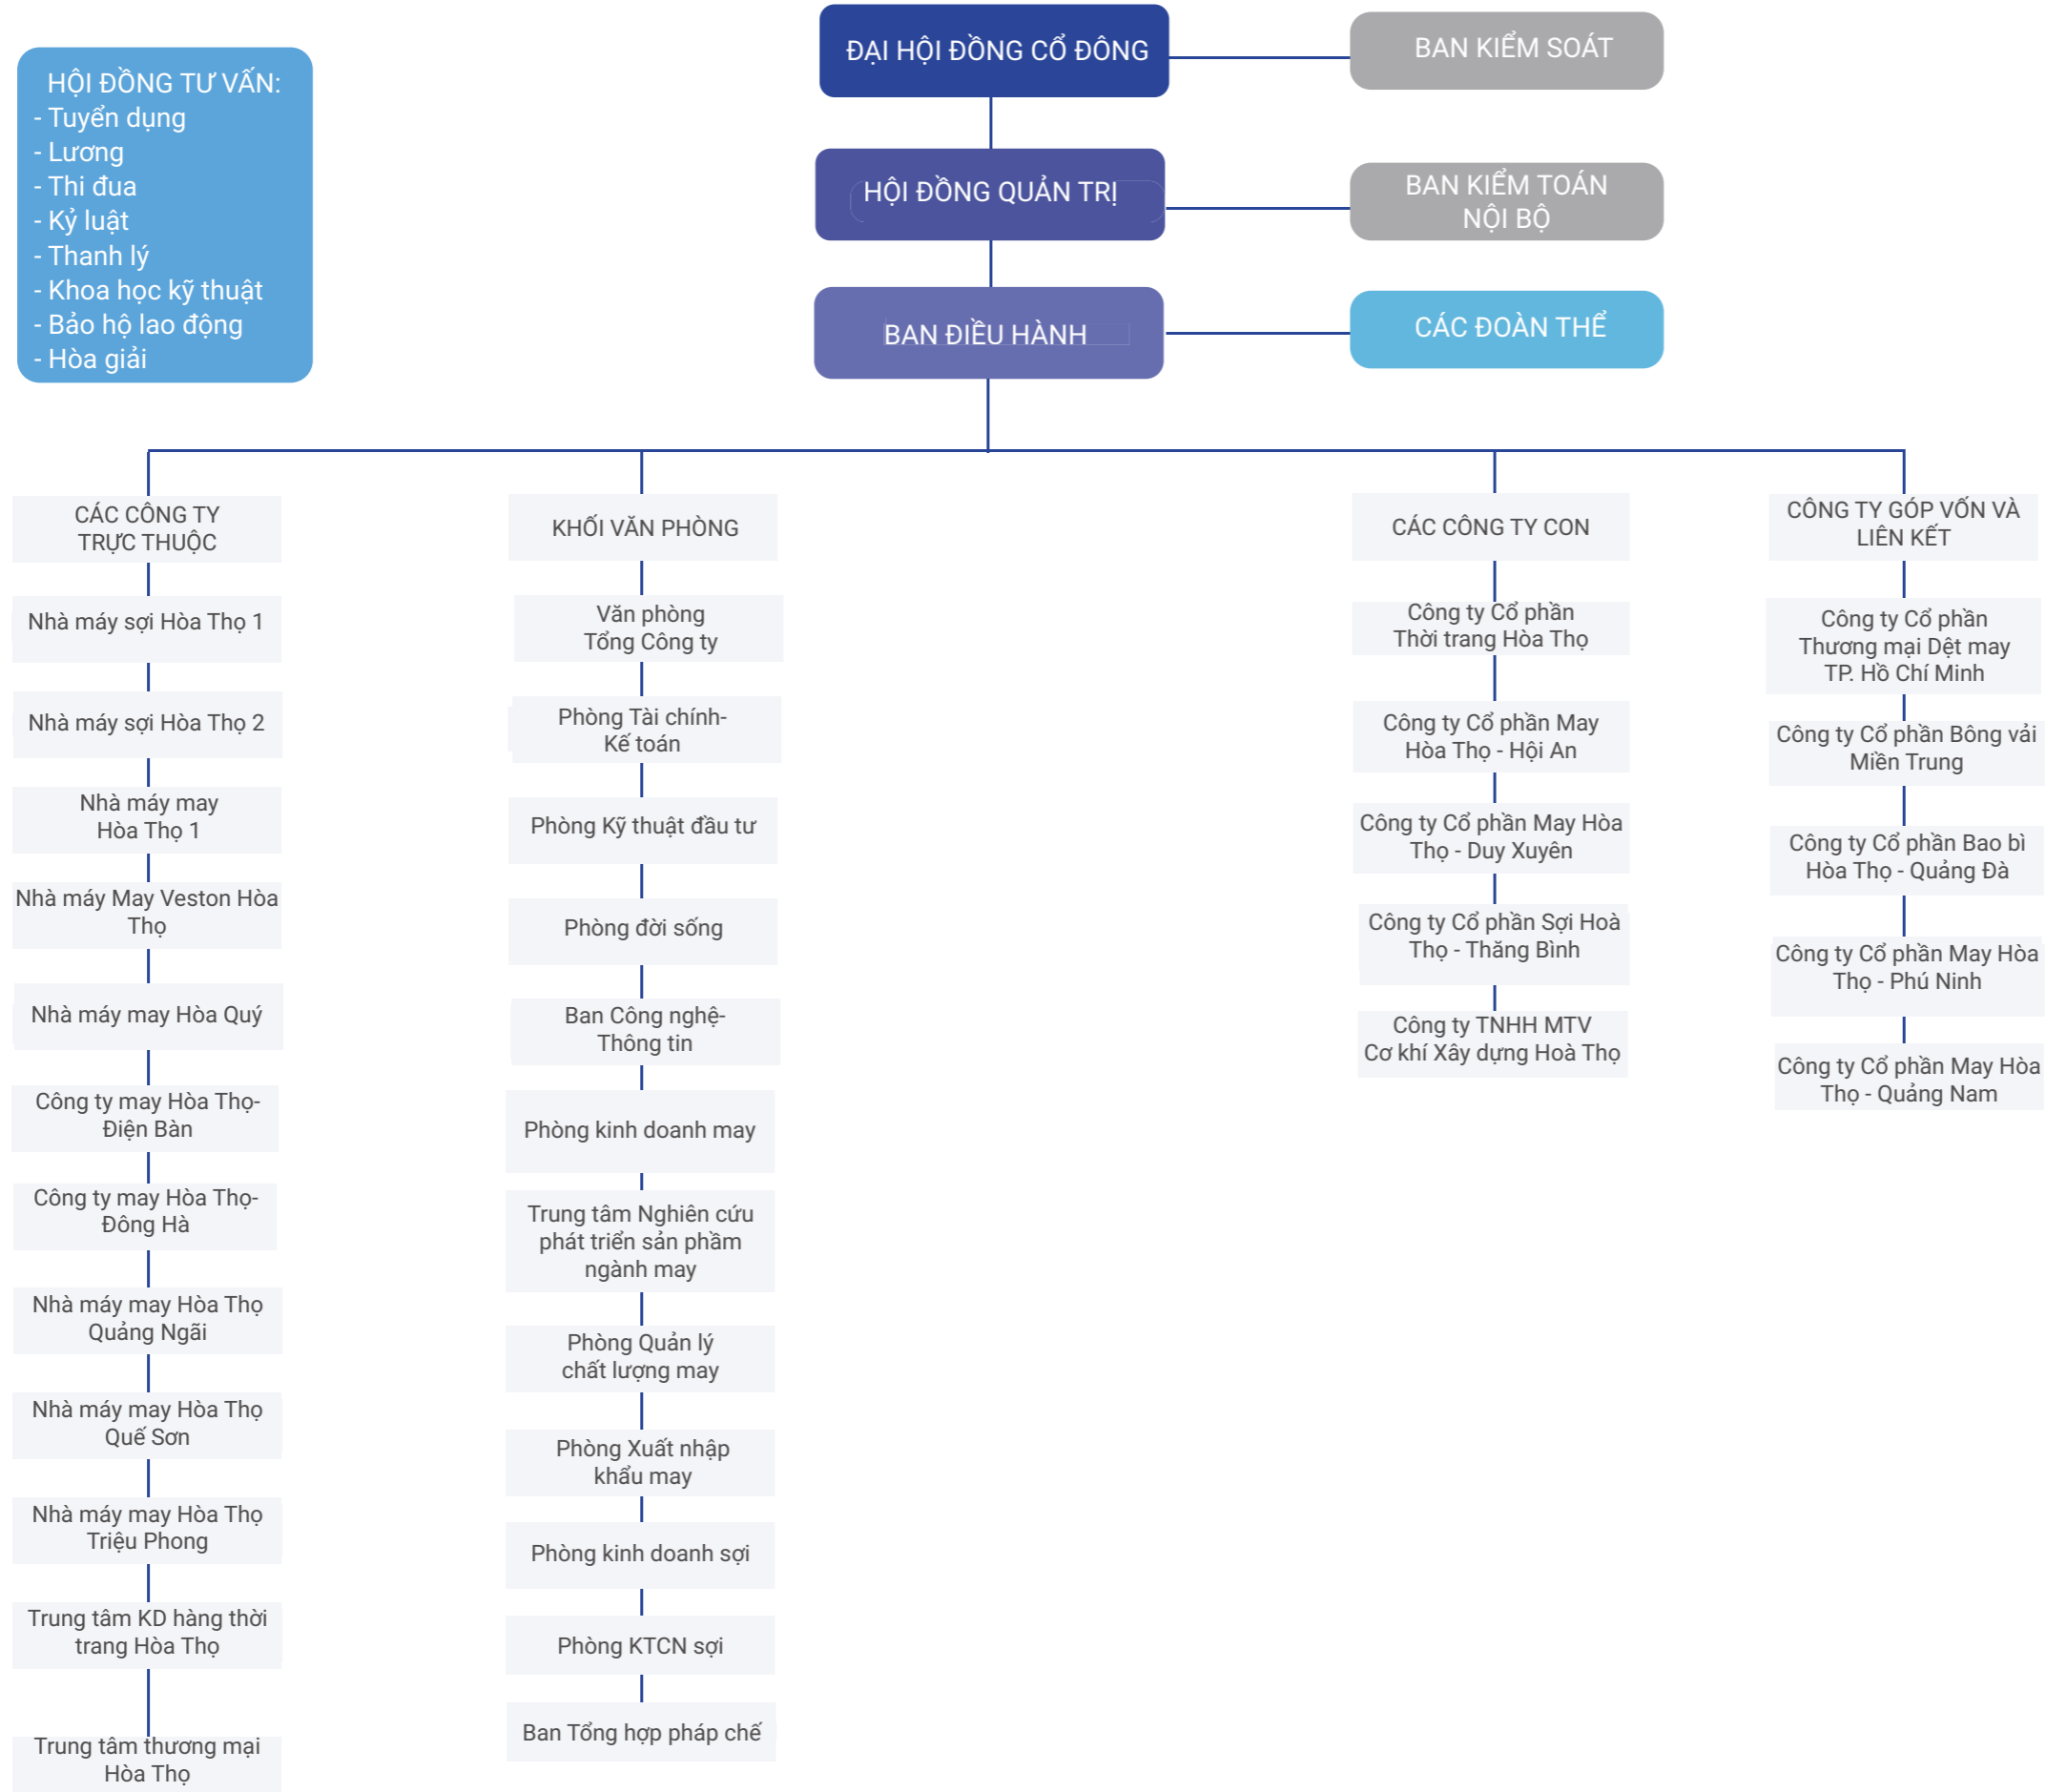 ĐẠI HỘI ĐỒNG CỔ ĐÔNG
BAN KIỂM SOÁT
HỘI ĐỒNG TƯ VẤN:
- Tuyển dụng
- Lương
- Thi đua
- Kỷ luật
- Thanh lý
- Khoa học kỹ thuật
- Bảo hộ lao động
- Hòa giải
HỘI ĐỒNG QUẢN TRỊ
BAN KIỂM TOÁN
NỘI BỘ
BAN ĐIỀU HÀNH
CÁC ĐOÀN THỂ
CÁC CÔNG TY
TRỰC THUỘC
Nhà máy sợi Hòa Thọ 1
Nhà máy sợi Hòa Thọ 2
Nhà máy may
Hòa Thọ 1
Nhà máy May Veston Hòa
Thọ
Nhà máy may Hòa Quý
Công ty may Hòa Thọ-
Điện Bàn
Công ty may Hòa Thọ-
Đông Hà
Nhà máy may Hòa Thọ
Quảng Ngãi
Nhà máy may Hòa Thọ
Quế Sơn
Nhà máy may Hòa Thọ
Triệu Phong
Trung tâm KD hàng thời
trang Hòa Thọ
Trung tâm thương mại
Hòa Thọ
KHỐI VĂN PHÒNG
Văn phòng
Tổng Công ty
Phòng Tài chính-
Kế toán
Phòng Kỹ thuật đầu tư
Phòng đời sống
Ban Công nghệ-
Thông tin
Phòng kinh doanh may
Trung tâm Nghiên cứu
phát triển sản phầm
ngành may
Phòng Quản lý
chất lượng may
Phòng Xuất nhập
khẩu may
Phòng kinh doanh sợi
Phòng KTCN sợi
Ban Tổng hợp pháp chế
CÁC CÔNG TY CON
Công ty Cổ phần
Thời trang Hòa Thọ
Công ty Cổ phần May
Hòa Thọ - Hội An
Công ty Cổ phần May Hòa
Thọ - Duy Xuyên
Công ty Cổ phần Sợi Hoà
Thọ - Thăng Bình
Công ty TNHH MTV
Cơ khí Xây dựng Hoà Thọ
CÔNG TY GÓP VỐN VÀ
LIÊN KẾT
Công ty Cổ phần
Thương mại Dệt may
TP. Hồ Chí Minh
Công ty Cổ phần Bông vải
Miền Trung
Công ty Cổ phần Bao bì
Hòa Thọ - Quảng Đà
Công ty Cổ phần May Hòa
Thọ - Phú Ninh
Công ty Cổ phần May Hòa
Thọ - Quảng Nam